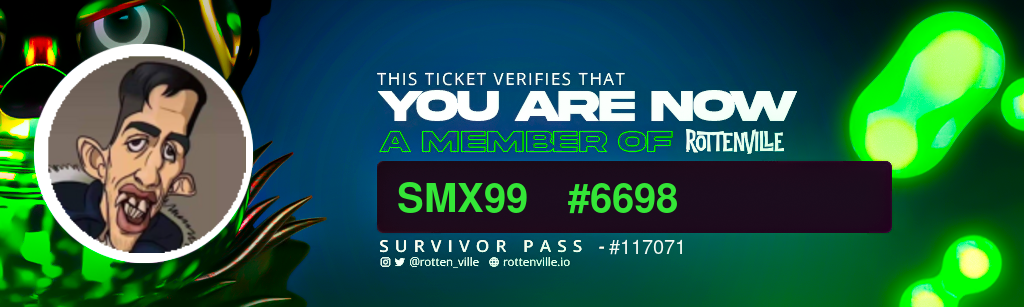 THIS TICKET VERIFIES THAT
YOU ARE NOW
A MEMBER OF ROTTENVILLE
SMX99 #6698
SURVIVOR PASS - #117071
@rotten_ville rottenville.io